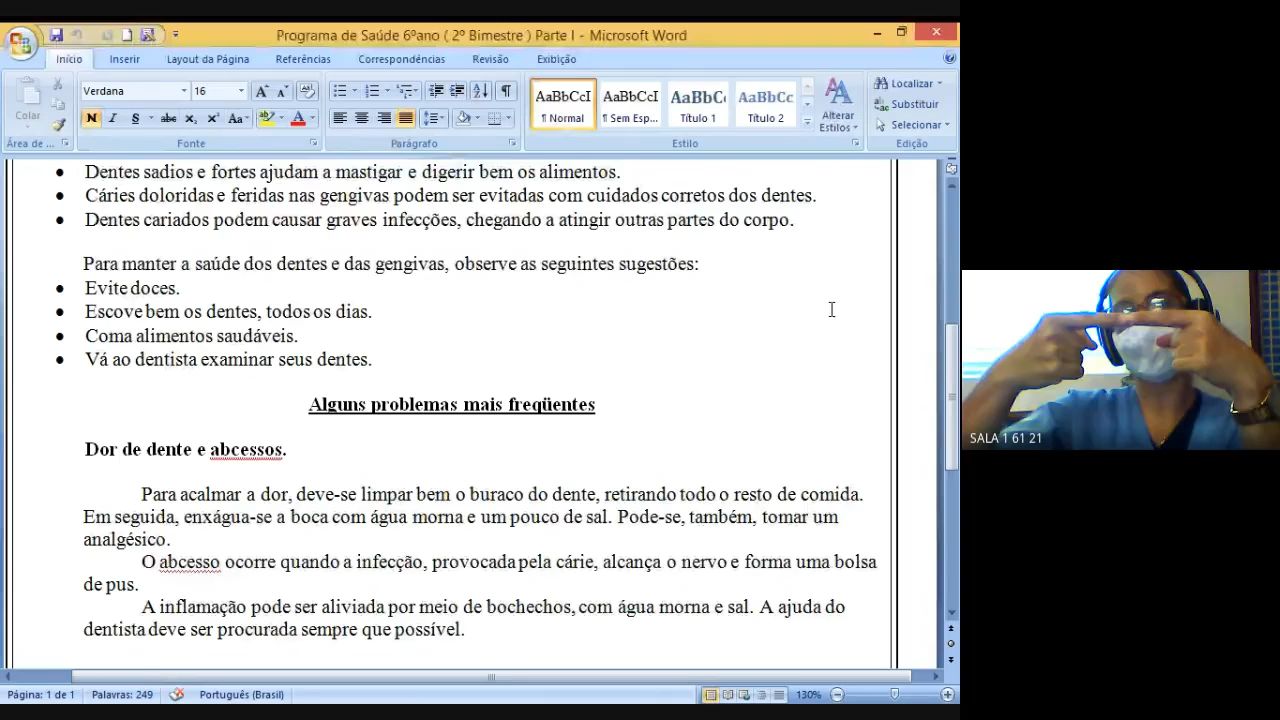 Programa de Saúde 6ºano ( 2º Bimestre ) Parte I - Microsoft Word
Início Inserir Layout da Página Referências Correspondências Revisão Exibição
Colar
Verdana 16
N I S abc x₂ x² Aa
AaBbCcI AaBbCcI AaBbC AaBbCc
¶ Normal ¶ Sem Esp... Título 1 Título 2
Alterar Estilos
Localizar
Substituir
Selecionar
Área de ... Fonte Parágrafo Estilo Edição
• Dentes sadios e fortes ajudam a mastigar e digerir bem os alimentos.
• Cáries doloridas e feridas nas gengivas podem ser evitadas com cuidados corretos dos dentes.
• Dentes cariados podem causar graves infecções, chegando a atingir outras partes do corpo.
Para manter a saúde dos dentes e das gengivas, observe as seguintes sugestões:
• Evite doces.
• Escove bem os dentes, todos os dias.
• Coma alimentos saudáveis.
• Vá ao dentista examinar seus dentes.
Alguns problemas mais freqüentes
Dor de dente e abcessos.
Para acalmar a dor, deve-se limpar bem o buraco do dente, retirando todo o resto de comida.
Em seguida, enxágua-se a boca com água morna e um pouco de sal. Pode-se, também, tomar um
analgésico.
O abcesso ocorre quando a infecção, provocada pela cárie, alcança o nervo e forma uma bolsa
de pus.
A inflamação pode ser aliviada por meio de bochechos, com água morna e sal. A ajuda do
dentista deve ser procurada sempre que possível.
SALA 1 61 21
Página: 1 de 1 Palavras: 249 Português (Brasil) 130%